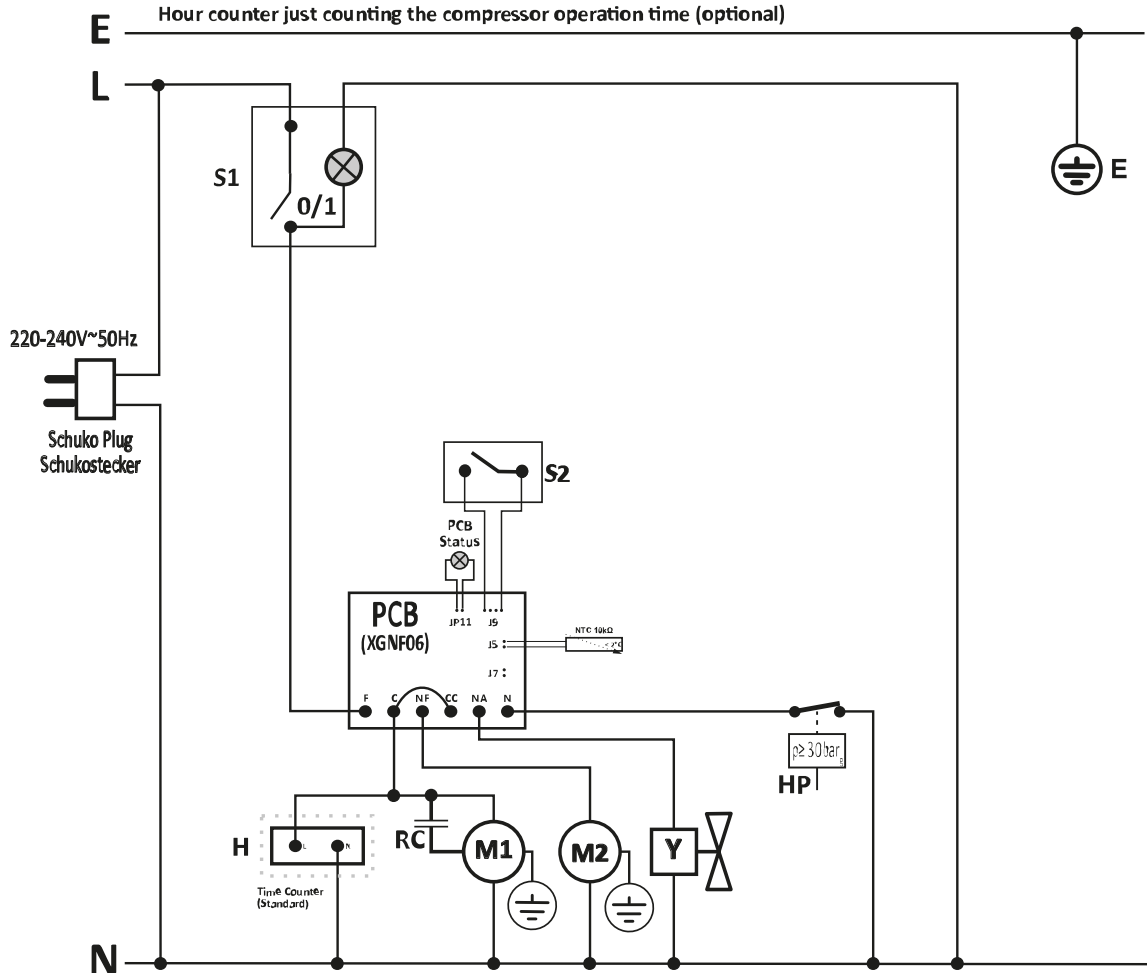 Hour counter just counting the compressor operation time (optional)
E
L
E
S1
0/1
220-240V~50Hz
Schuko Plug
Schukostecker
S2
PCB
Status
PCB
(XGNF06)
JP11 J9
NTC 10kΩ
J5
J7
F C NF CC NA N
p≥ 30bar
HP
H
L N
RC
M1
M2
Y
Time Counter
(Standard)
N